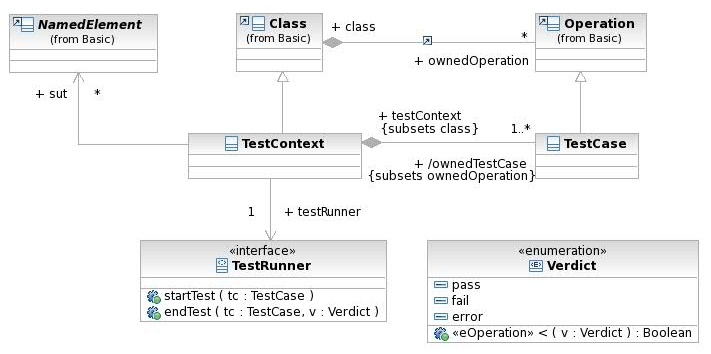 NamedElement
(from Basic)
Class
(from Basic)
+ class
*
+ ownedOperation
Operation
(from Basic)
+ sut *
TestContext
+ testContext
{subsets class}
1..*
+ /ownedTestCase
{subsets ownedOperation}
TestCase
1 + testRunner
«interface»
TestRunner
startTest ( tc : TestCase )
endTest ( tc : TestCase, v : Verdict )
«enumeration»
Verdict
pass
fail
error
«eOperation» < ( v : Verdict ) : Boolean